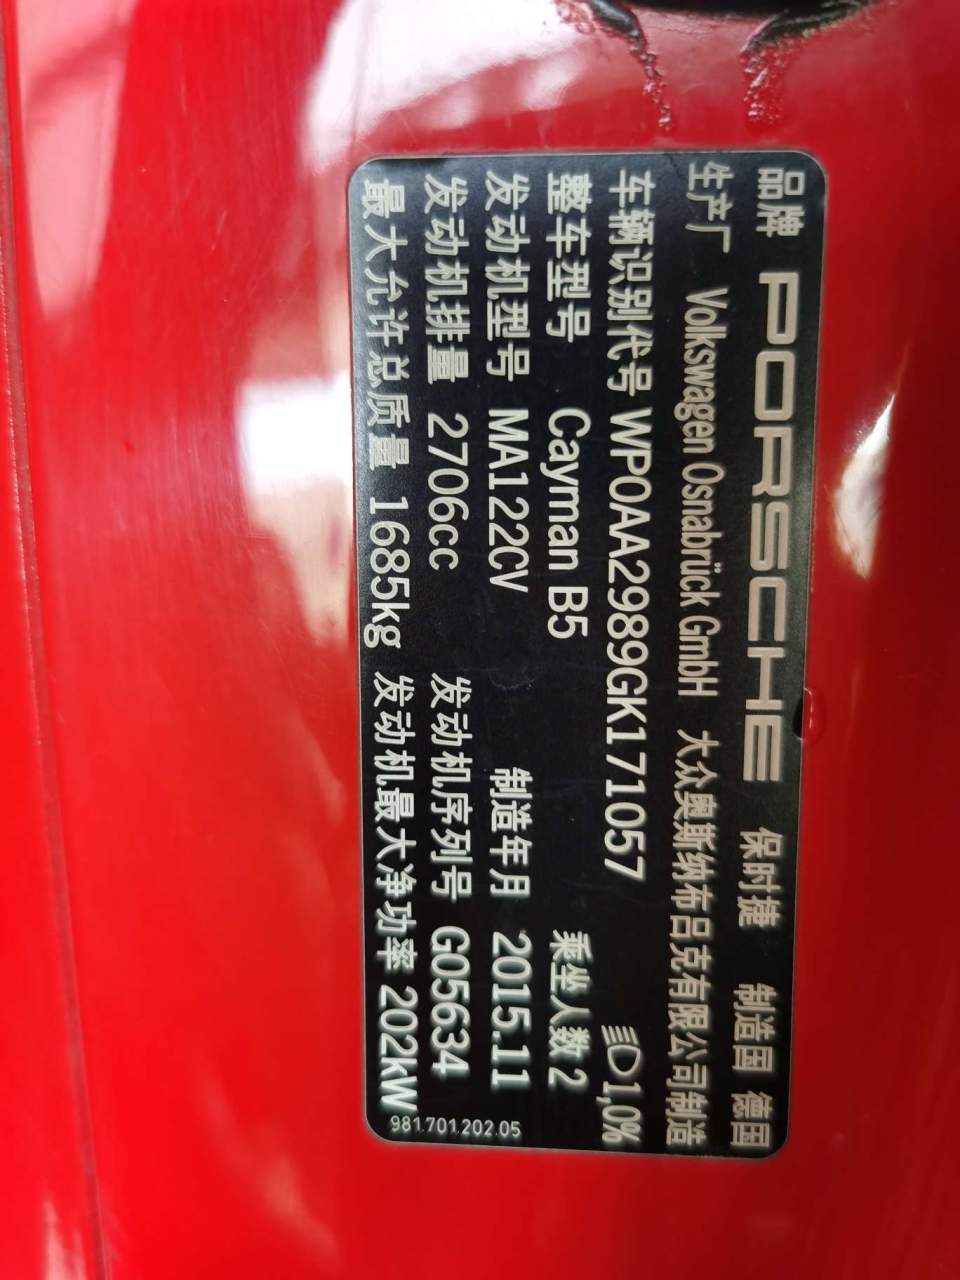 品牌 PORSCHE 保时捷 制造国 德国
生产厂 Volkswagen Osnabrück GmbH 大众奥斯纳布吕克有限公司制造
车辆识别代号 WP0AA2989GK171057 1,0%
整车型号 Cayman B5 乘坐人数 2
发动机型号 MA122CV 制造年月 2015.11
发动机排量 2706cc 发动机序列号 G05634
最大允许总质量 1685kg 发动机最大净功率 202kW
981.701.202.05